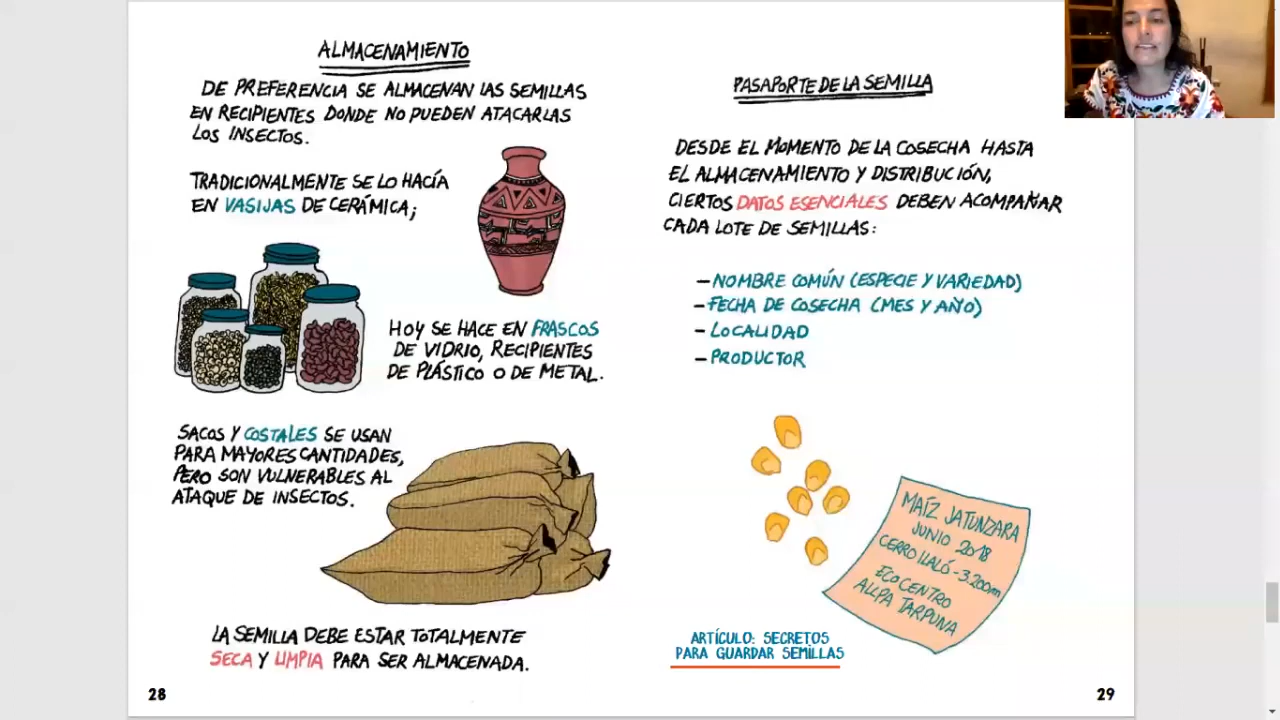 ALMACENAMIENTO
DE PREFERENCIA SE ALMACENAN LAS SEMILLAS
EN RECIPIENTES DONDE NO PUEDEN ATACARLAS
LOS INSECTOS.
TRADICIONALMENTE SE LO HACÍA
EN VASIJAS DE CERÁMICA;
HOY SE HACE EN FRASCOS
DE VIDRIO, RECIPIENTES
DE PLÁSTICO O DE METAL.
SACOS Y COSTALES SE USAN
PARA MAYORES CANTIDADES,
PERO SON VULNERABLES AL
ATAQUE DE INSECTOS.
LA SEMILLA DEBE ESTAR TOTALMENTE
SECA Y LIMPIA PARA SER ALMACENADA.
28
PASAPORTE DE LA SEMILLA
DESDE EL MOMENTO DE LA COSECHA HASTA
EL ALMACENAMIENTO Y DISTRIBUCIÓN,
CIERTOS DATOS ESENCIALES DEBEN ACOMPAÑAR
CADA LOTE DE SEMILLAS:
- NOMBRE COMÚN (ESPECIE Y VARIEDAD)
- FECHA DE COSECHA (MES Y AÑO)
- LOCALIDAD
- PRODUCTOR
MAÍZ JATUNZARA
JUNIO 2018
CERRO ILALÓ - 3.200m
ECOCENTRO
ALLPA TARPUNA
ARTÍCULO: SECRETOS
PARA GUARDAR SEMILLAS
29